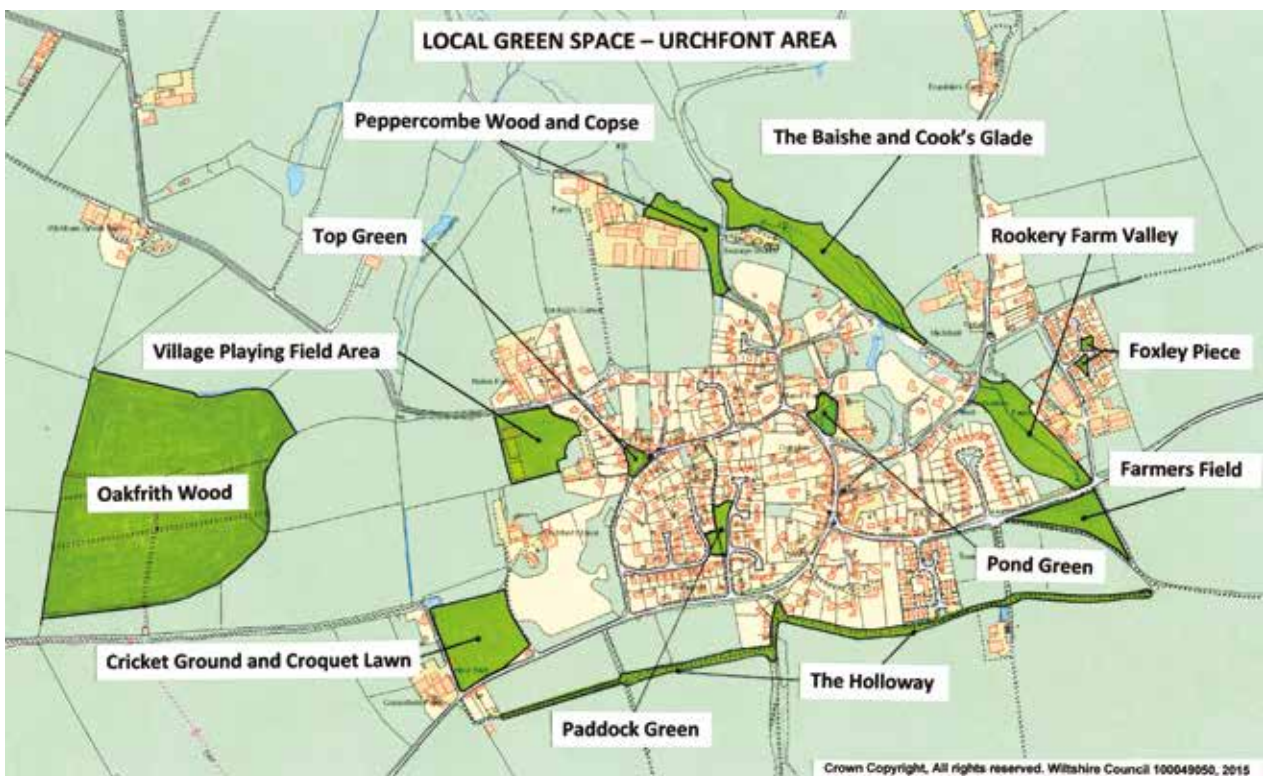 LOCAL GREEN SPACE – URCHFONT AREA
Peppercombe Wood and Copse
The Baishe and Cook's Glade
Top Green
Rookery Farm Valley
Village Playing Field Area
Foxley Piece
Oakfrith Wood
Farmers Field
Pond Green
Cricket Ground and Croquet Lawn
The Holloway
Paddock Green
Crown Copyright, All rights reserved. Wiltshire Council 100049050, 2015